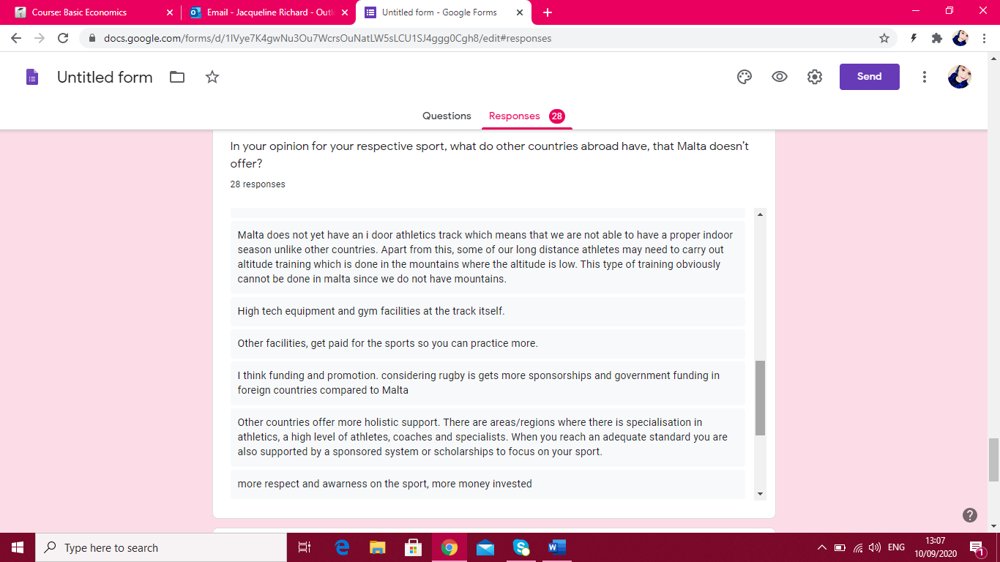 Course: Basic Economics
Email - Jacqueline Richard - Outl
Untitled form - Google Forms
docs.google.com/forms/d/1IVye7K4gwNu3Ou7WcrsOuNatLW5sLCU1SJ4ggg0Cgh8/edit#responses
Untitled form
Send
Questions
Responses 28
In your opinion for your respective sport, what do other countries abroad have, that Malta doesn't
offer?
28 responses
Malta does not yet have an i door athletics track which means that we are not able to have a proper indoor
season unlike other countries. Apart from this, some of our long distance athletes may need to carry out
altitude training which is done in the mountains where the altitude is low. This type of training obviously
cannot be done in malta since we do not have mountains.
High tech equipment and gym facilities at the track itself.
Other facilities, get paid for the sports so you can practice more.
I think funding and promotion. considering rugby is gets more sponsorships and government funding in
foreign countries compared to Malta
Other countries offer more holistic support. There are areas/regions where there is specialisation in
athletics, a high level of athletes, coaches and specialists. When you reach an adequate standard you are
also supported by a sponsored system or scholarships to focus on your sport.
more respect and awarness on the sport, more money invested
Type here to search
ENG
13:07
10/09/2020
1